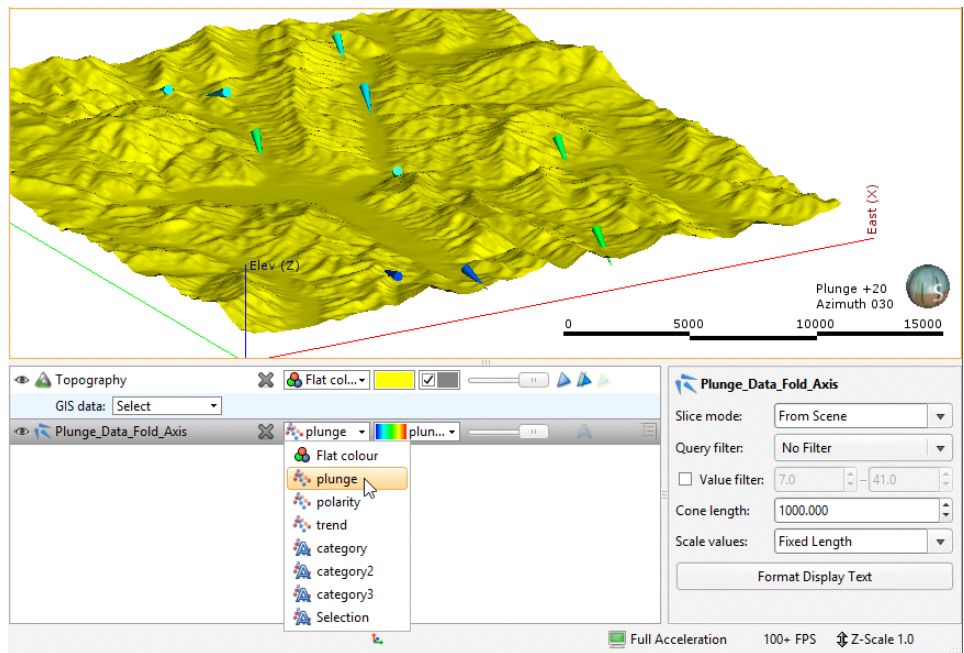 East (X)
Elev (Z)
Plunge +20
Azimuth 030
S
0 5000 10000 15000
Topography Flat col...
GIS data: Select
Plunge_Data_Fold_Axis plunge plun...
Flat colour
plunge
polarity
trend
category
category2
category3
Selection
Plunge_Data_Fold_Axis
Slice mode: From Scene
Query filter: No Filter
Value filter: 7.0 – 41.0
Cone length: 1000.000
Scale values: Fixed Length
Format Display Text
Full Acceleration 100+ FPS Z-Scale 1.0